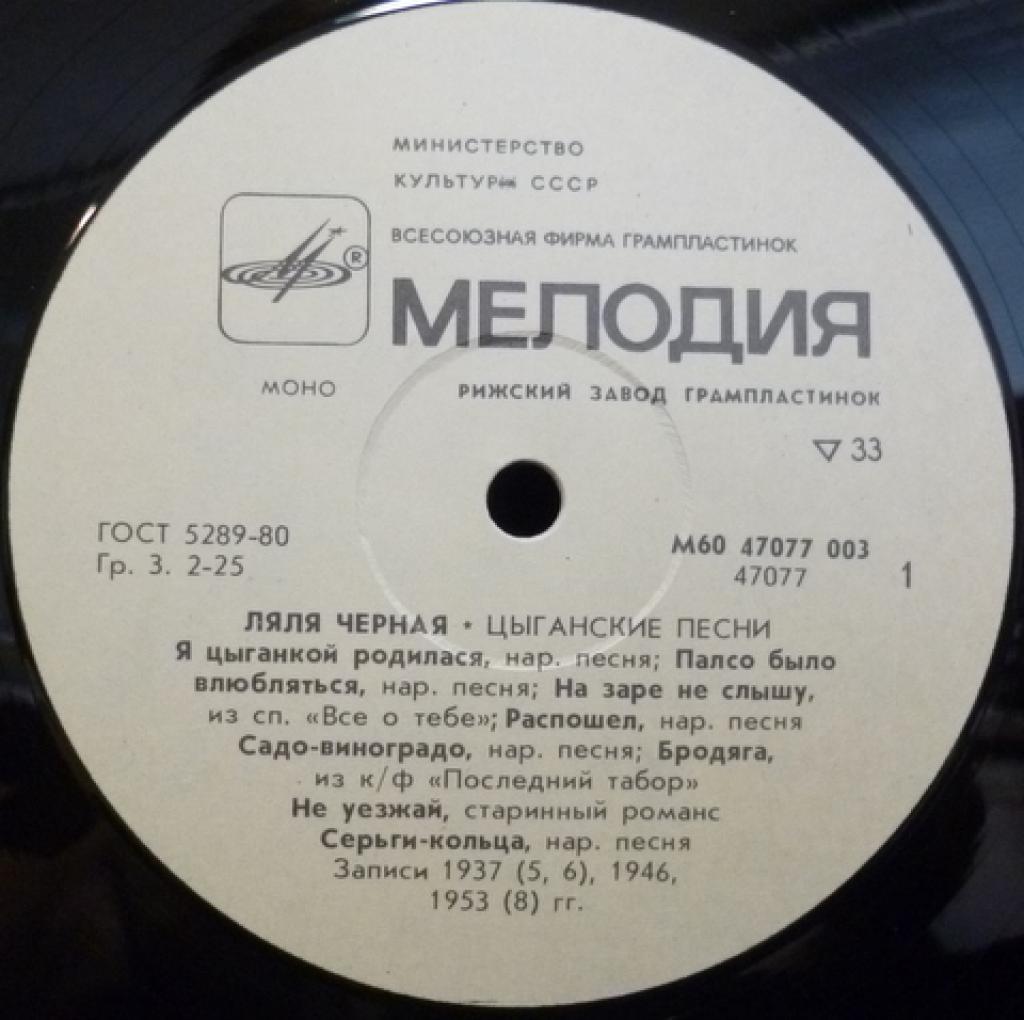 МИНИСТЕРСТВО
КУЛЬТУРЫ СССР
ВСЕСОЮЗНАЯ ФИРМА ГРАМПЛАСТИНОК
®
МЕЛОДИЯ
МОНО
РИЖСКИЙ ЗАВОД ГРАМПЛАСТИНОК
▽ 33
ГОСТ 5289-80
Гр. 3. 2-25
М60 47077 003
47077
1
ЛЯЛЯ ЧЕРНАЯ • ЦЫГАНСКИЕ ПЕСНИ
Я цыганкой родилася, нар. песня; Палсо было
влюбляться, нар. песня; На заре не слышу,
из сп. «Все о тебе»; Распошел, нар. песня
Садо-виноградо, нар. песня; Бродяга,
из к/ф «Последний табор»
Не уезжай, старинный романс
Серьги-кольца, нар. песня
Записи 1937 (5, 6), 1946,
1953 (8) гг.